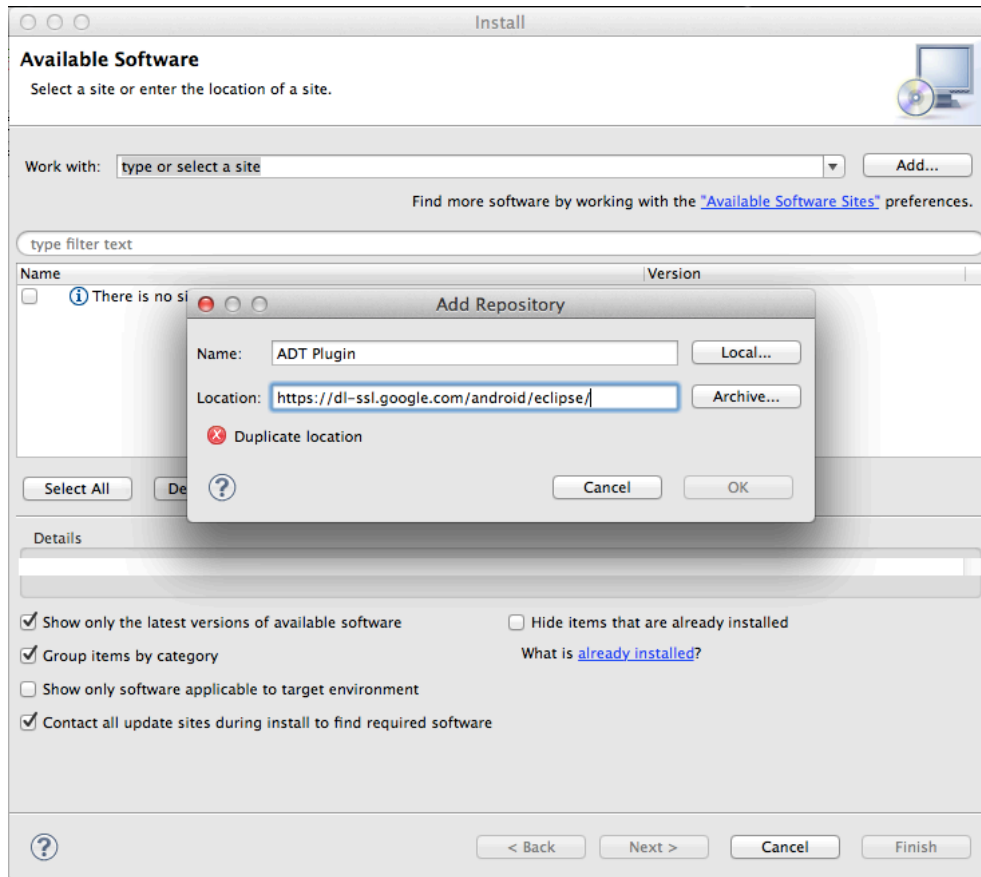 Install
Available Software
Select a site or enter the location of a site.
Work with: type or select a site Add...
Find more software by working with the "Available Software Sites" preferences.
type filter text
Name Version
There is no si
Add Repository
Name: ADT Plugin Local...
Location: https://dl-ssl.google.com/android/eclipse/ Archive...
Duplicate location
Select All De
? Cancel OK
Details
Show only the latest versions of available software Hide items that are already installed
Group items by category What is already installed?
Show only software applicable to target environment
Contact all update sites during install to find required software
? < Back Next > Cancel Finish